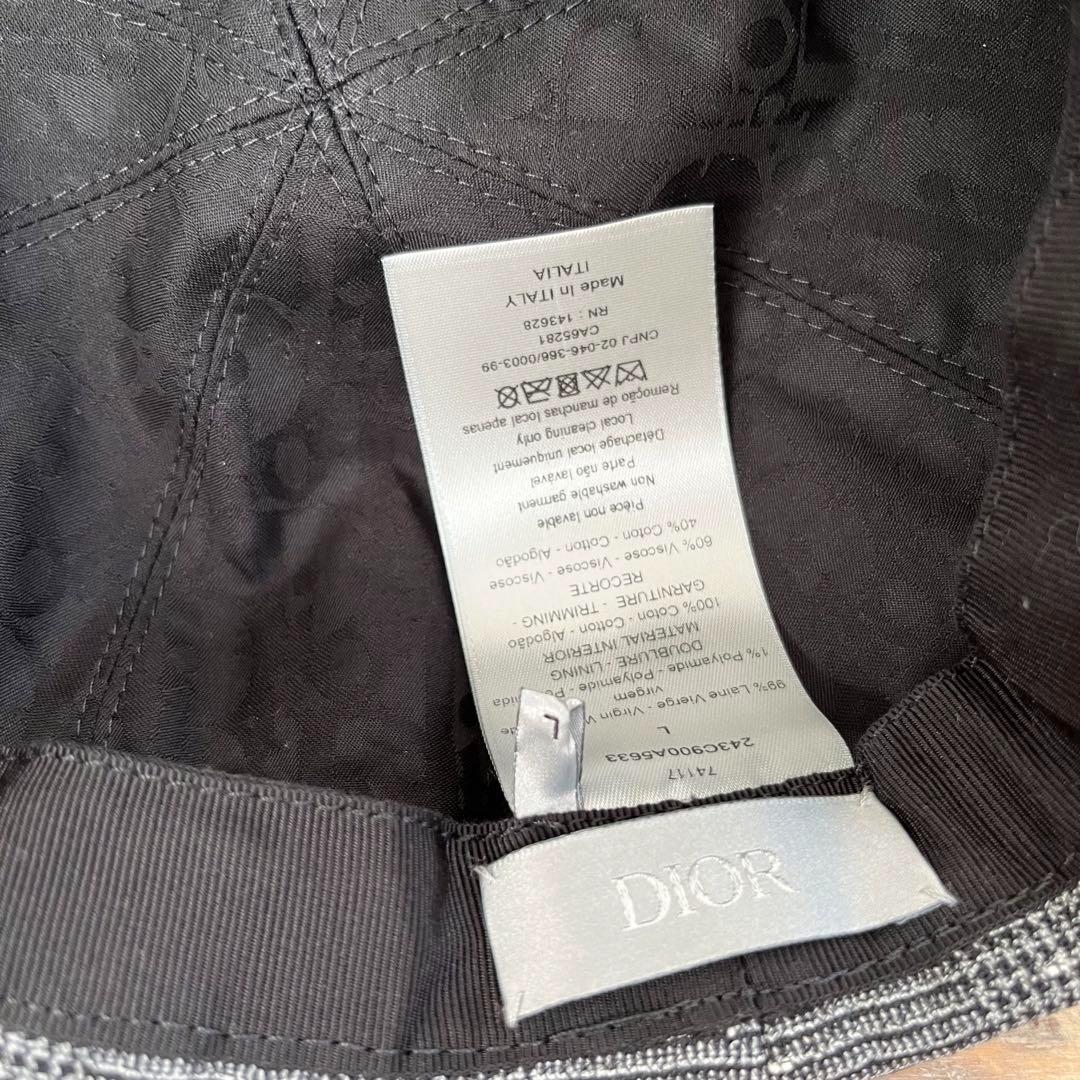 74117
243C900A5633
L
99% Laine Vierge - Virgin
virgem
1% Polyamide - Polyamide -
DOUBLURE - LINING
MATERIAL INTERIOR
100% Coton - Cotton - Algodão
GARNITURE - TRIMMING -
RECORTE
60% Viscose - Viscose - Viscose
40% Coton - Cotton - Algodão
Pièce non lavable
Non washable garment
Parte não lavável
Détachage local uniquement
Local cleaning only
Remoção de manchas local apenas
CNPJ 02-046-366/0003-99
CA65281
RN : 143628
Made in ITALY
ITALIA
L
DIOR